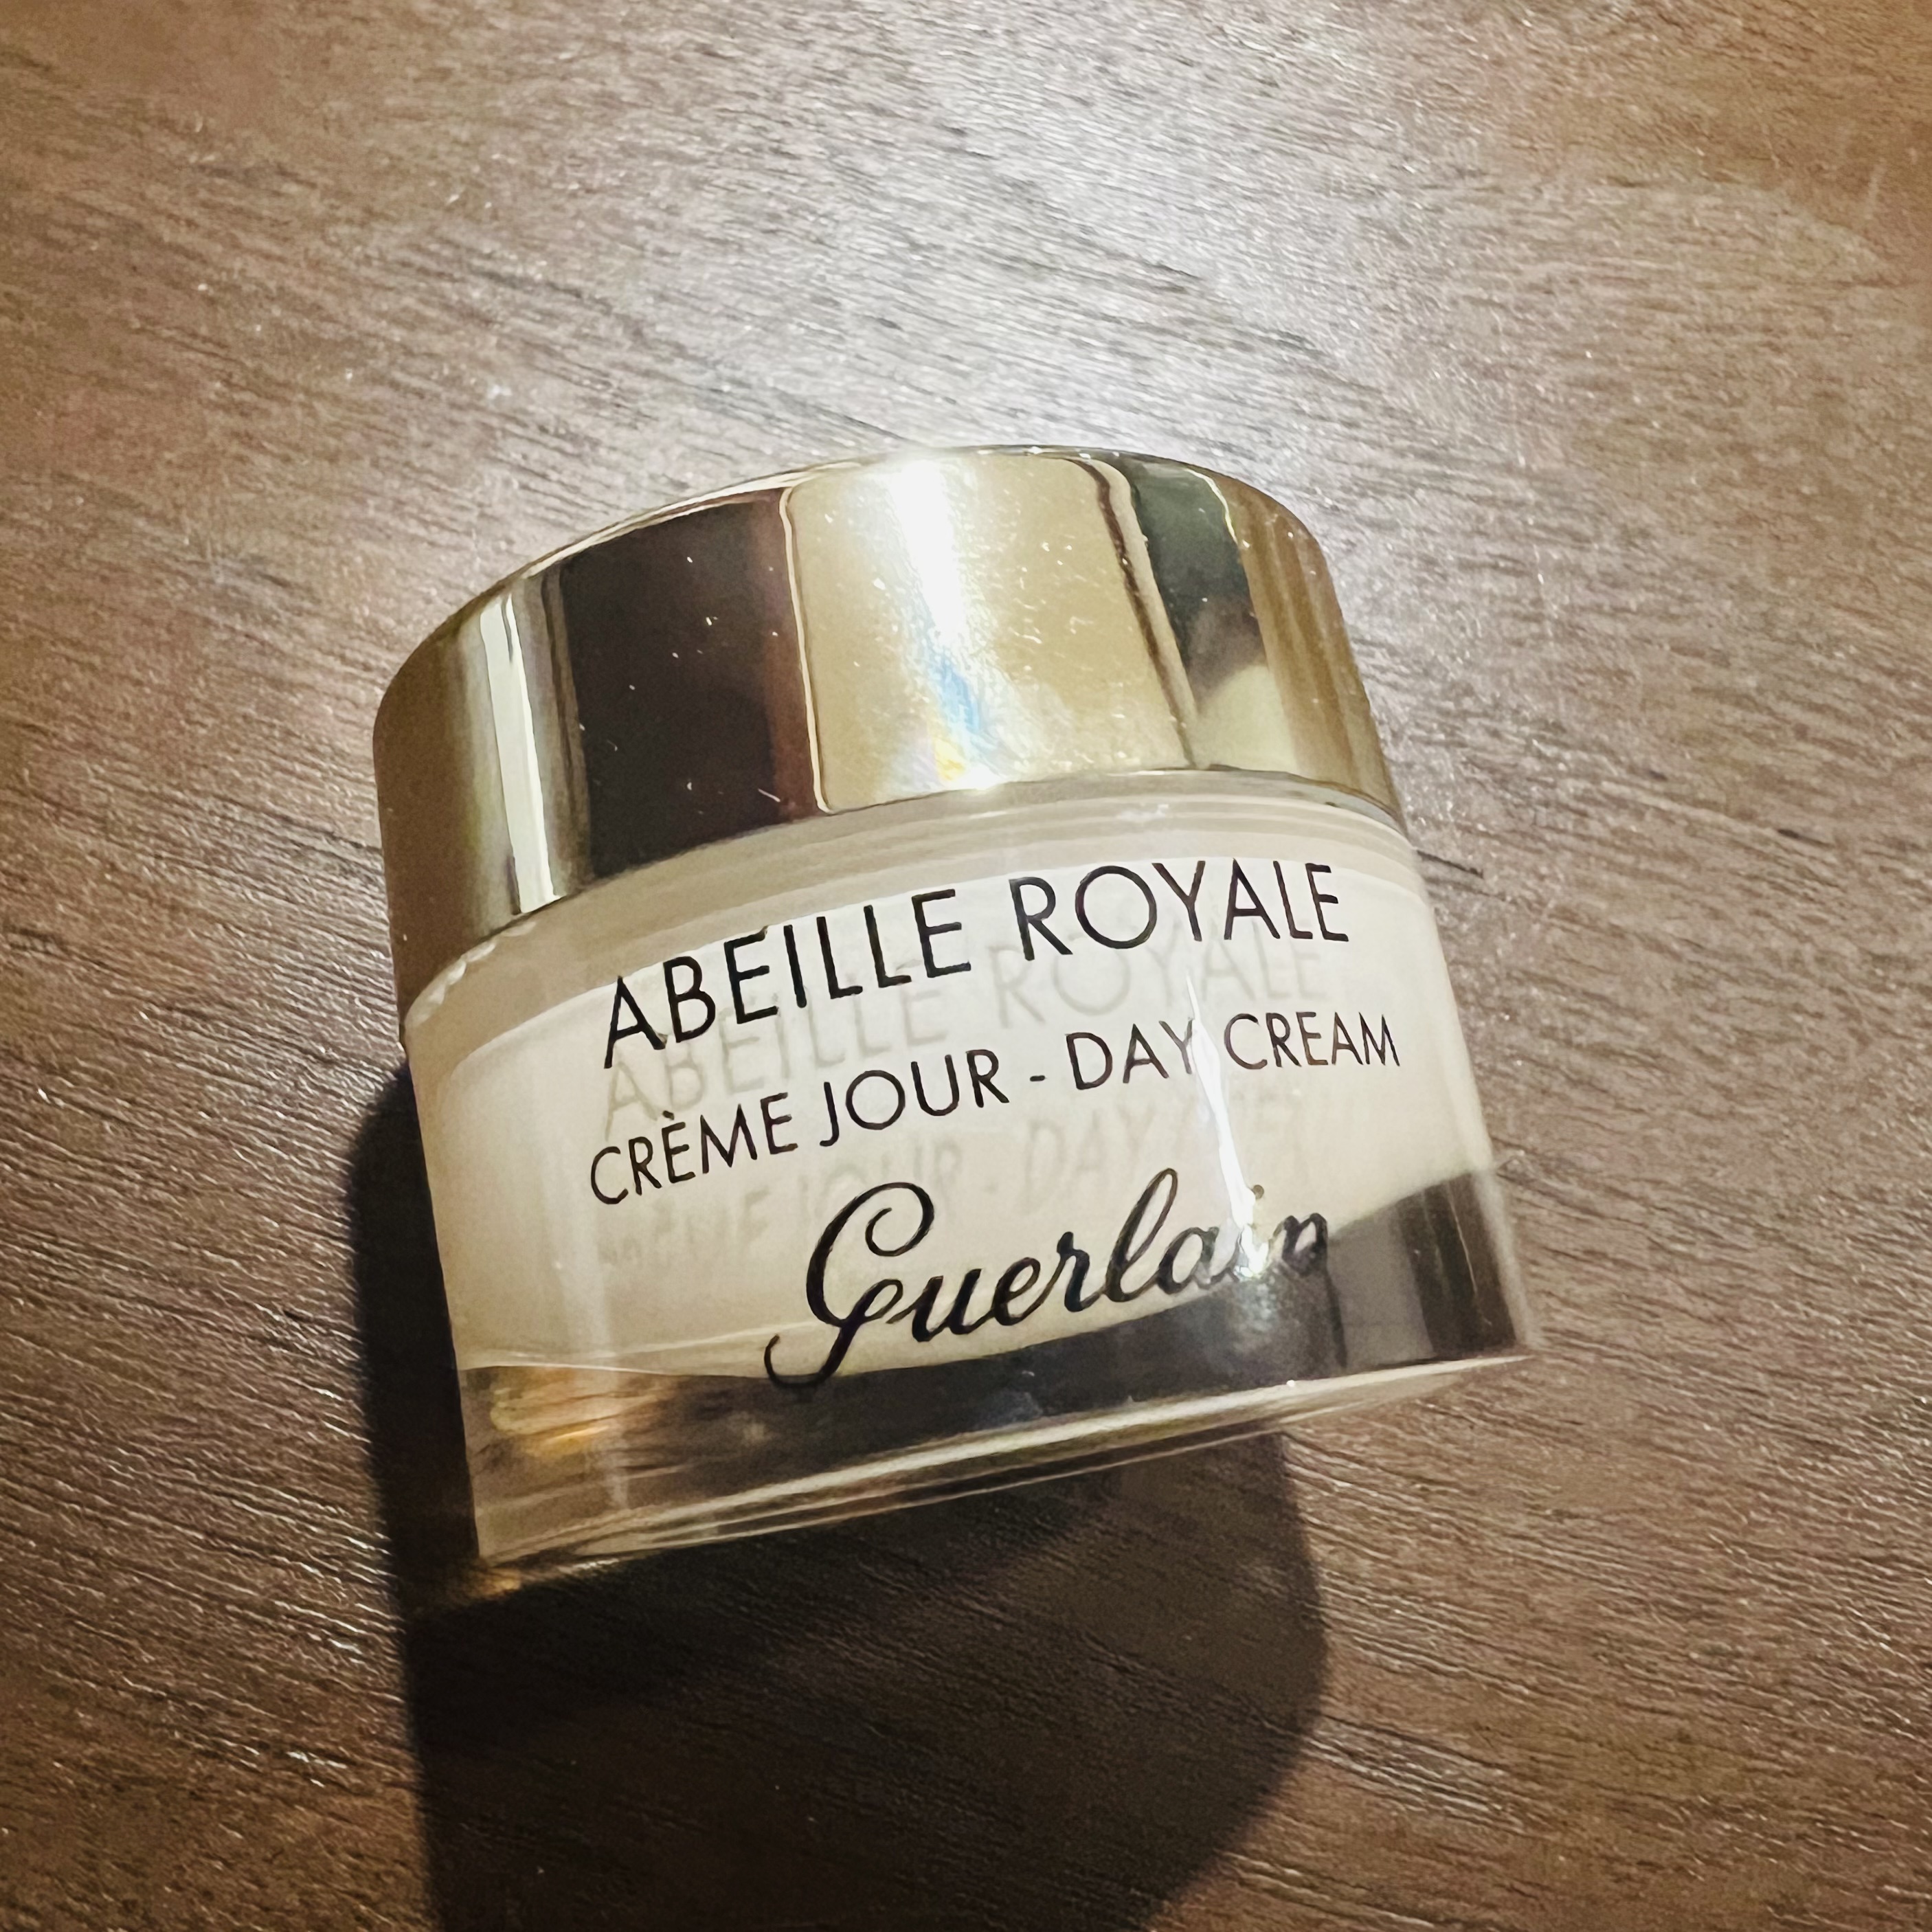 ABEILLE ROYALE
CRÈME JOUR - DAY CREAM
Guerlain